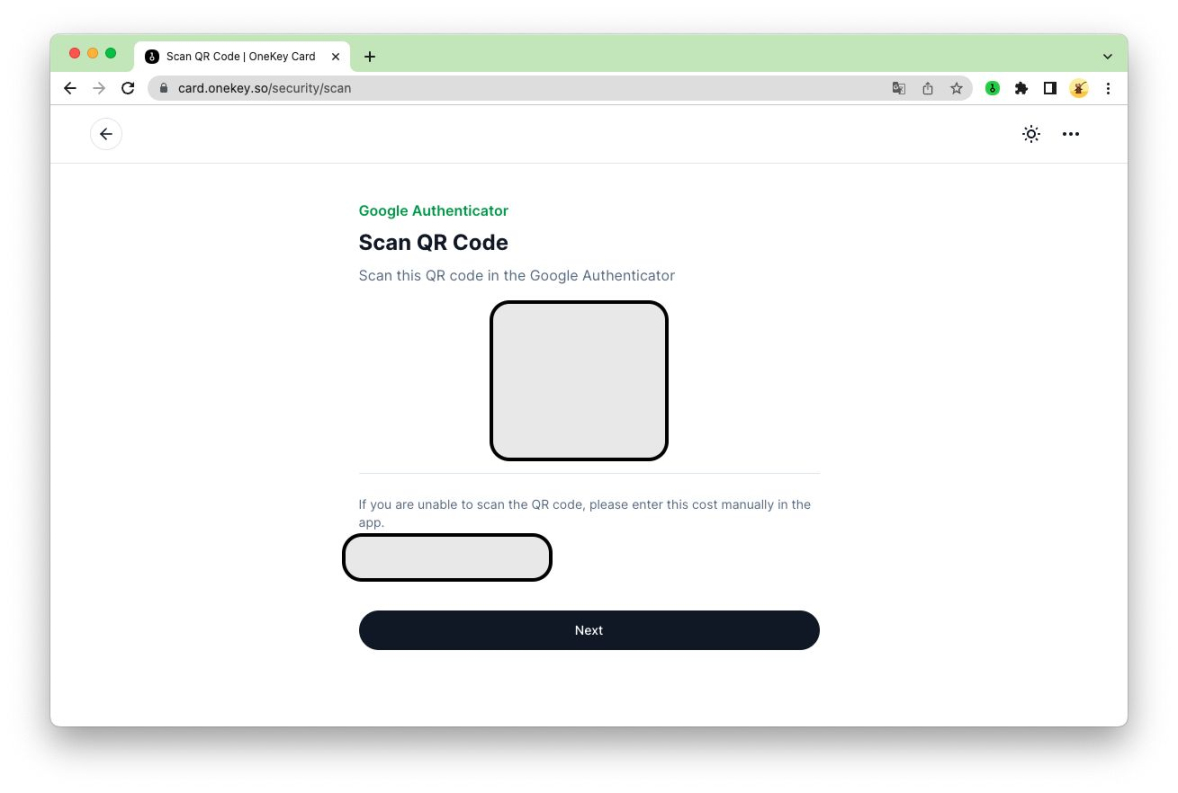 Scan QR Code | OneKey Card
card.onekey.so/security/scan
Google Authenticator
Scan QR Code
Scan this QR code in the Google Authenticator
If you are unable to scan the QR code, please enter this cost manually in the
app.
Next